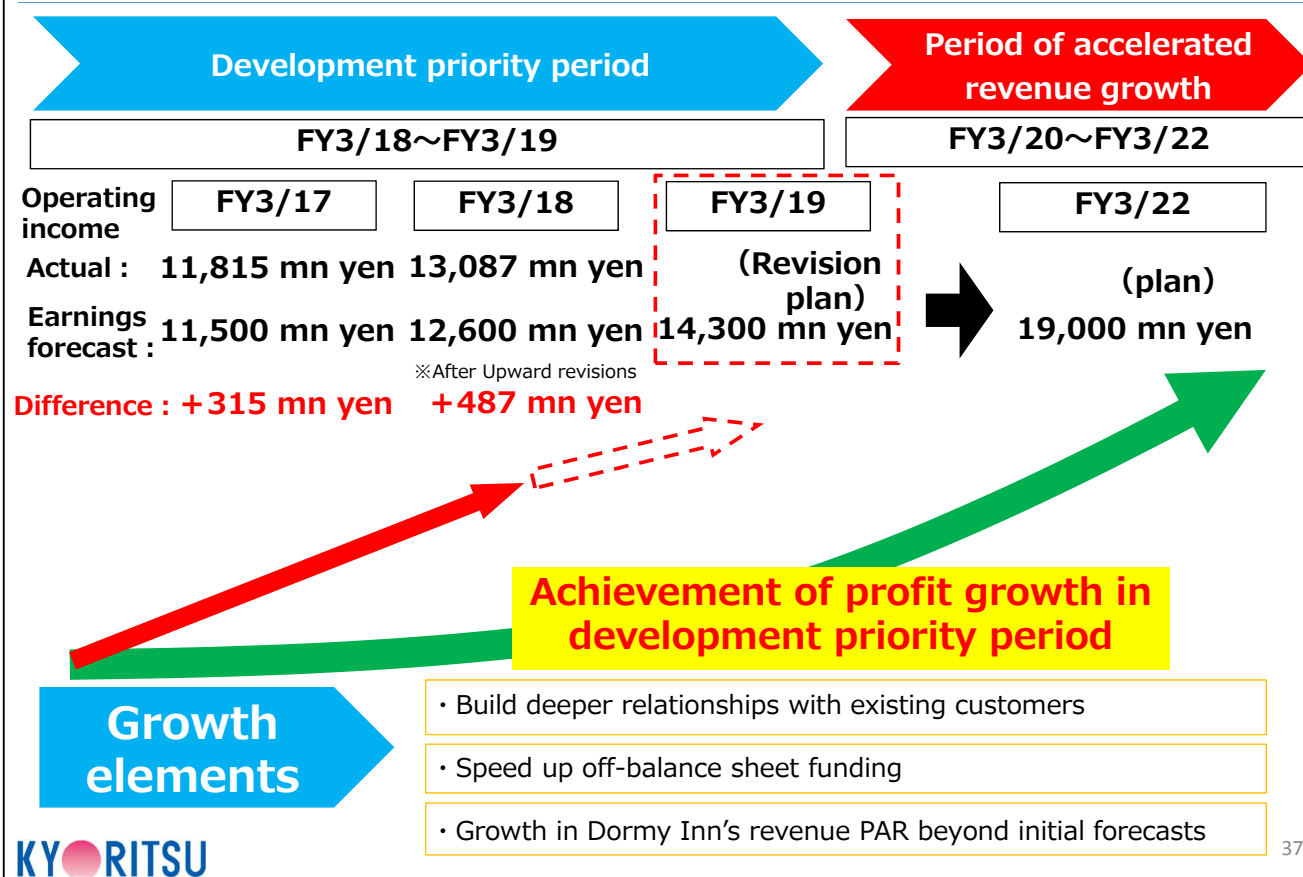 Development priority period
Period of accelerated
revenue growth
FY3/18～FY3/19
FY3/20～FY3/22
Operating
income
FY3/17
FY3/18
FY3/19
FY3/22
Actual :
11,815 mn yen
13,087 mn yen
（Revision
plan）
（plan）
Earnings
forecast :
11,500 mn yen
12,600 mn yen
14,300 mn yen
19,000 mn yen
※After Upward revisions
Difference : +315 mn yen
+487 mn yen
Achievement of profit growth in
development priority period
Growth
elements
・Build deeper relationships with existing customers
・Speed up off-balance sheet funding
・Growth in Dormy Inn’s revenue PAR beyond initial forecasts
KYORITSU
37